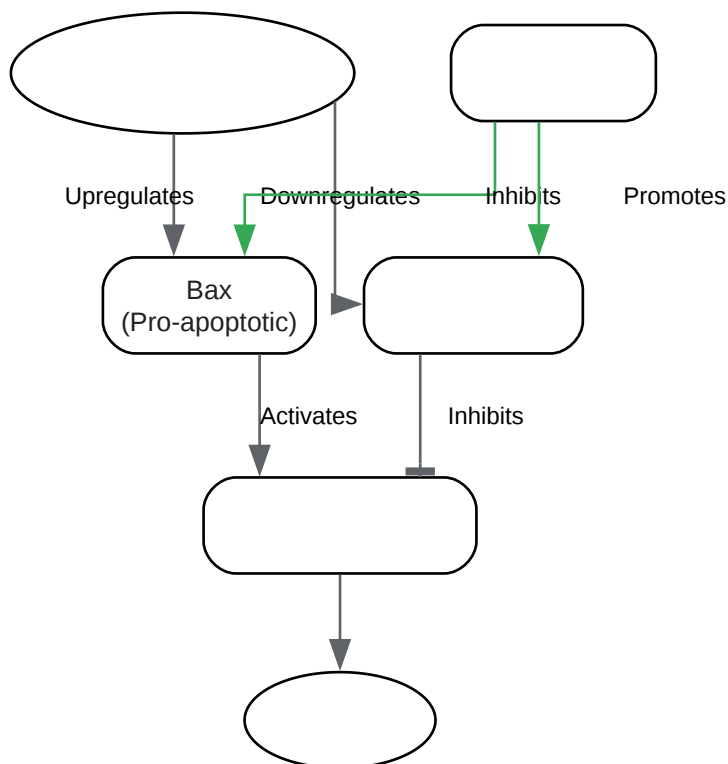 Upregulates
Downregulates
Inhibits
Promotes
Bax
(Pro-apoptotic)
Activates
Inhibits